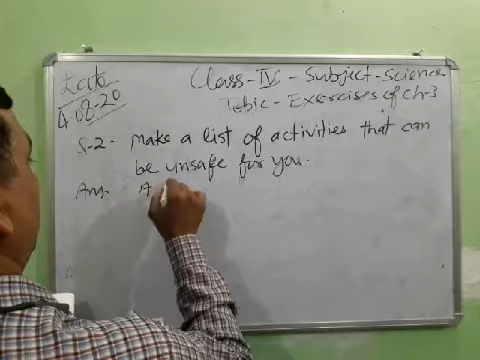 Date
4.08.20
Class-IV - Subject-Science
Topic - Exercises of Ch-3
S-2- Make a list of activities that can
be unsafe for you.
Ans- A